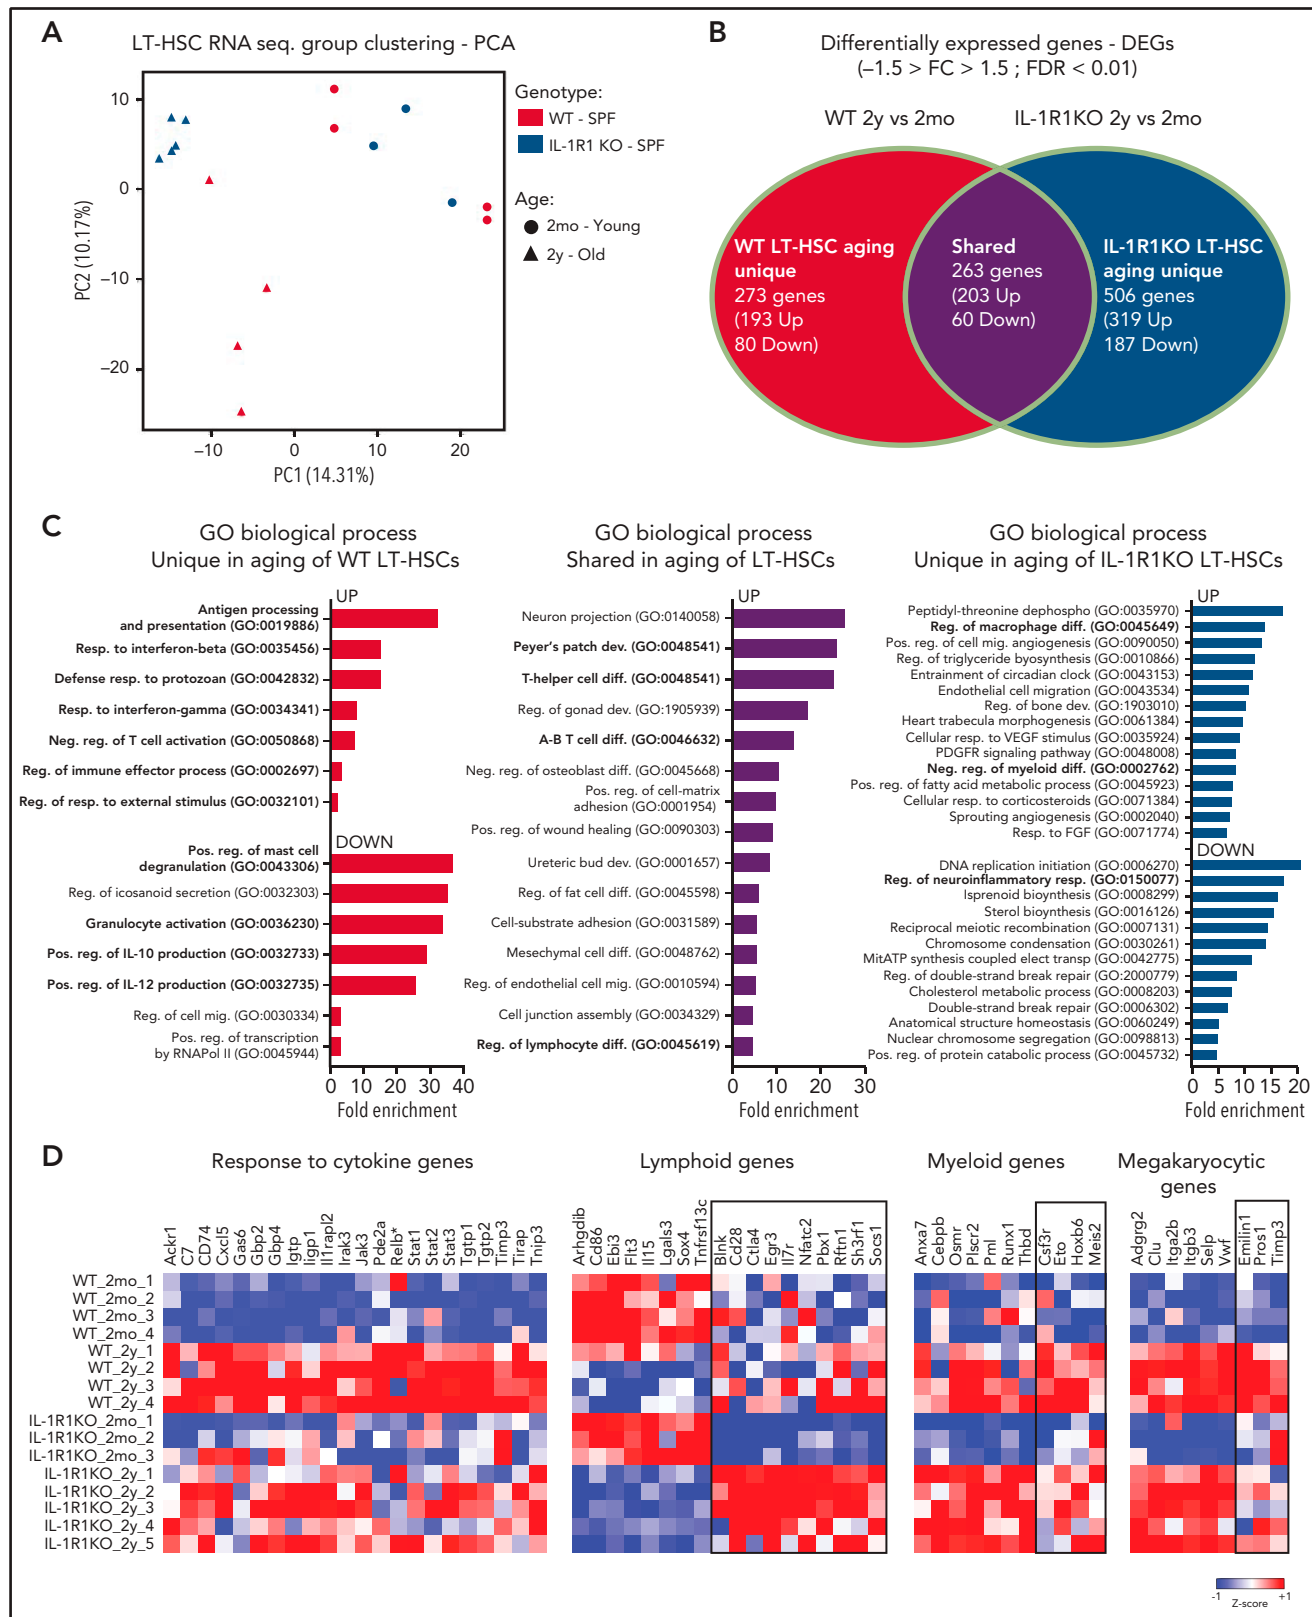 A
LT-HSC RNA seq. group clustering - PCA
10
0
−10
−20
PC2 (10.17%)
−10
0
10
20
PC1 (14.31%)
Genotype:
WT - SPF
IL-1R1 KO - SPF
Age:
2mo - Young
2y - Old
B
Differentially expressed genes - DEGs
(−1.5 > FC > 1.5 ; FDR < 0.01)
WT 2y vs 2mo
IL-1R1KO 2y vs 2mo
WT LT-HSC aging
unique
273 genes
(193 Up
80 Down)
Shared
263 genes
(203 Up
60 Down)
IL-1R1KO LT-HSC
aging unique
506 genes
(319 Up
187 Down)
C
GO biological process
Unique in aging of WT LT-HSCs
UP
Antigen processing
and presentation (GO:0019886)
Resp. to interferon-beta (GO:0035456)
Defense resp. to protozoan (GO:0042832)
Resp. to interferon-gamma (GO:0034341)
Neg. reg. of T cell activation (GO:0050868)
Reg. of immune effector process (GO:0002697)
Reg. of resp. to external stimulus (GO:0032101)
DOWN
Pos. reg. of mast cell
degranulation (GO:0043306)
Reg. of icosanoid secretion (GO:0032303)
Granulocyte activation (GO:0036230)
Pos. reg. of IL-10 production (GO:0032733)
Pos. reg. of IL-12 production (GO:0032735)
Reg. of cell mig. (GO:0030334)
Pos. reg. of transcription
by RNAPol II (GO:0045944)
0 10 20 30 40
Fold enrichment
GO biological process
Shared in aging of LT-HSCs
UP
Neuron projection (GO:0140058)
Peyer's patch dev. (GO:0048541)
T-helper cell diff. (GO:0048541)
Reg. of gonad dev. (GO:1905939)
A-B T cell diff. (GO:0046632)
Neg. reg. of osteoblast diff. (GO:0045668)
Pos. reg. of cell-matrix
adhesion (GO:0001954)
Pos. reg. of wound healing (GO:0090303)
Ureteric bud dev. (GO:0001657)
Reg. of fat cell diff. (GO:0045598)
Cell-substrate adhesion (GO:0031589)
Mesechymal cell diff. (GO:0048762)
Reg. of endothelial cell mig. (GO:0010594)
Cell junction assembly (GO:0034329)
Reg. of lymphocyte diff. (GO:0045619)
0 10 20 30
Fold enrichment
GO biological process
Unique in aging of IL-1R1KO LT-HSCs
UP
Peptidyl-threonine dephospho (GO:0035970)
Reg. of macrophage diff. (GO:0045649)
Pos. reg. of cell mig. angiogenesis (GO:0090050)
Reg. of triglyceride byosynthesis (GO:0010866)
Entrainment of circadian clock (GO:0043153)
Endothelial cell migration (GO:0043534)
Reg. of bone dev. (GO:1903010)
Heart trabecula morphogenesis (GO:0061384)
Cellular resp. to VEGF stimulus (GO:0035924)
PDGFR signaling pathway (GO:0048008)
Neg. reg. of myeloid diff. (GO:0002762)
Pos. reg. of fatty acid metabolic process (GO:0045923)
Cellular resp. to corticosteroids (GO:0071384)
Sprouting angiogenesis (GO:0002040)
Resp. to FGF (GO:0071774)
DOWN
DNA replication initiation (GO:0006270)
Reg. of neuroinflammatory resp. (GO:0150077)
Isprenoid biosynthesis (GO:0008299)
Sterol bioynthesis (GO:0016126)
Reciprocal meiotic recombination (GO:0007131)
Chromosome condensation (GO:0030261)
MitATP synthesis coupled elect transp (GO:0042775)
Reg. of double-strand break repair (GO:2000779)
Cholesterol metabolic process (GO:0008203)
Double-strand break repair (GO:0006302)
Anatomical structure homeostasis (GO:0060249)
Nuclear chromosome segregation (GO:0098813)
Pos. reg. of protein catabolic process (GO:0045732)
0 5 10 15 20
Fold enrichment
D
Response to cytokine genes
Ackr1 C7 CD74 Cxcl5 Gas6 Gbp2 Gbp4 Igtp Iigp1 Il1rapl2 Irak3 Jak3 Pde2a Relb* Stat1 Stat2 Stat3 Tgtp1 Tgtp2 Timp3 Tirap Tnip3
Lymphoid genes
Arhgdib Cd86 Ebi3 Flt3 Il15 Lgals3 Sox4 Tnfrsf13c Blnk Cd28 Ctla4 Egr3 Il7r Nfatc2 Pbx1 Rftn1 Sh3rf1 Socs1
Myeloid genes
Anxa7 Cebpb Osmr Plscr2 Pml Runx1 Thbd Csf3r Eto Hoxb6 Meis2
Megakaryocytic
genes
Adgrg2 Clu Itga2b Itgb3 Selp Vwf Emilin1 Pros1 Timp3
WT_2mo_1
WT_2mo_2
WT_2mo_3
WT_2mo_4
WT_2y_1
WT_2y_2
WT_2y_3
WT_2y_4
IL-1R1KO_2mo_1
IL-1R1KO_2mo_2
IL-1R1KO_2mo_3
IL-1R1KO_2y_1
IL-1R1KO_2y_2
IL-1R1KO_2y_3
IL-1R1KO_2y_4
IL-1R1KO_2y_5
-1 +1
Z-score